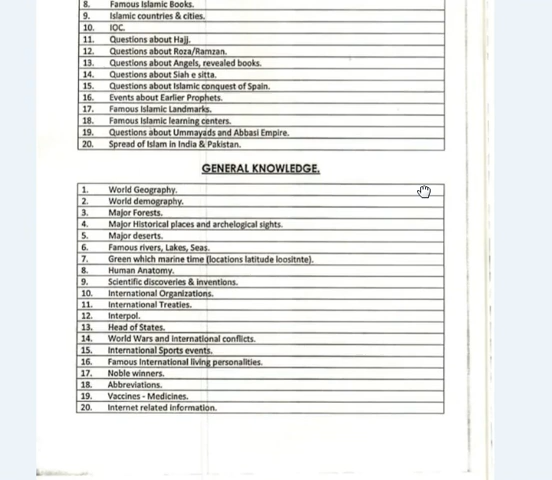 8. Famous Islamic Books.
9. Islamic countries & cities.
10. IOC.
11. Questions about Hajj.
12. Questions about Roza/Ramzan.
13. Questions about Angels, revealed books.
14. Questions about Siah e sitta.
15. Questions about Islamic conquest of Spain.
16. Events about Earlier Prophets.
17. Famous Islamic Landmarks.
18. Famous Islamic learning centers.
19. Questions about Ummayads and Abbasi Empire.
20. Spread of Islam in India & Pakistan.
GENERAL KNOWLEDGE.
1. World Geography.
2. World demography.
3. Major Forests.
4. Major Historical places and archelogical sights.
5. Major deserts.
6. Famous rivers, Lakes, Seas.
7. Green which marine time (locations latitude loositnte).
8. Human Anatomy.
9. Scientific discoveries & inventions.
10. International Organizations.
11. International Treaties.
12. Interpol.
13. Head of States.
14. World Wars and international conflicts.
15. International Sports events.
16. Famous International living personalities.
17. Noble winners.
18. Abbreviations.
19. Vaccines - Medicines.
20. Internet related information.